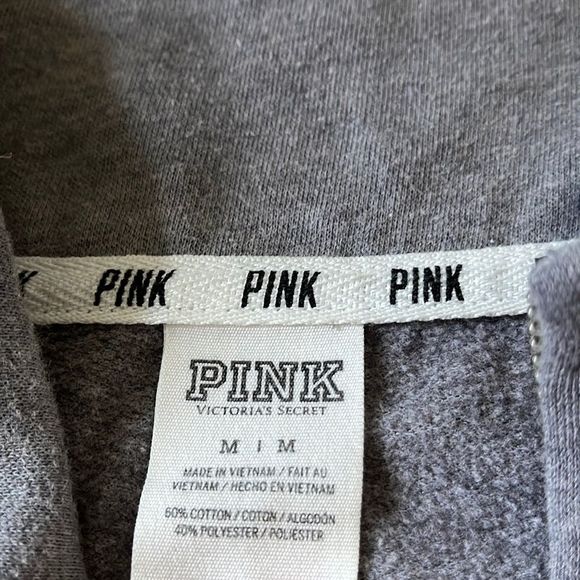 PINK PINK PINK
PINK
VICTORIA'S SECRET
M | M
MADE IN VIETNAM / FAIT AU
VIETNAM / HECHO EN VIETNAM
60% COTTON / COTON / ALGODÓN
40% POLYESTER / POLIESTER